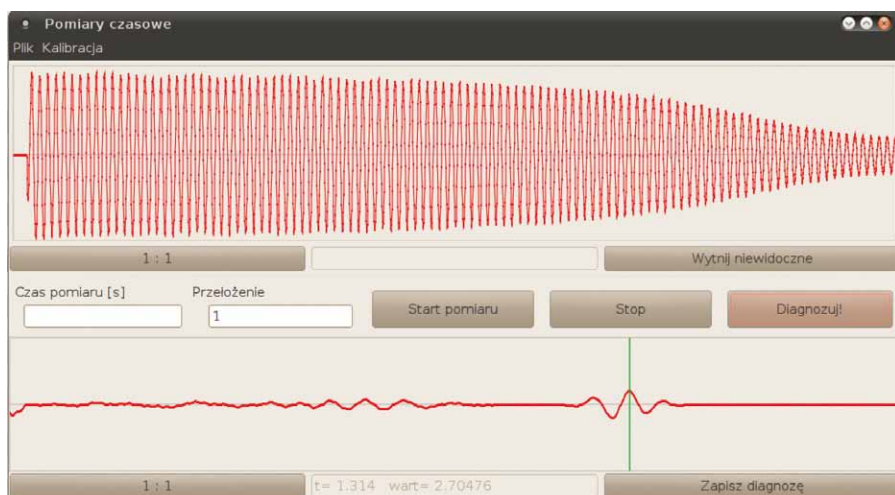 Pomiary czasowe
Plik Kalibracja
1 : 1
Wytnij niewidoczne
Czas pomiaru [s]
Przełożenie
1
Start pomiaru
Stop
Diagnozuj!
1 : 1
t= 1.314 wart= 2.70476
Zapisz diagnozę